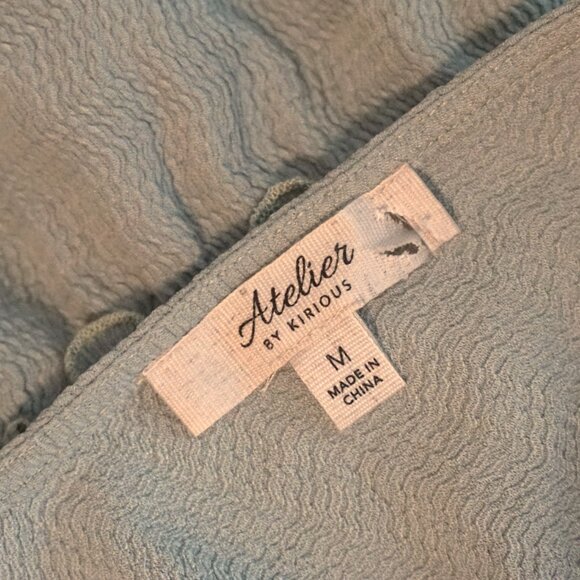 Atelier
BY KIRIOUS
M
MADE IN
CHINA